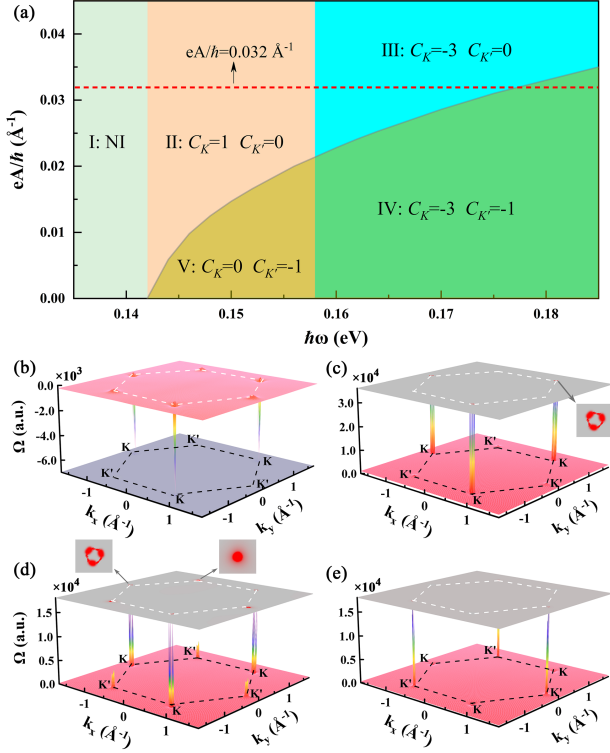 (a)
eA/ħ (Å⁻¹)
0.04
0.03
0.02
0.01
0.00
eA/ħ=0.032 Å⁻¹
III: C_K=-3 C_K'=0
I: NI
II: C_K=1 C_K'=0
IV: C_K=-3 C_K'=-1
V: C_K=0 C_K'=-1
0.14 0.15 0.16 0.17 0.18
ħω (eV)
(b)
×10³
Ω (a.u.)
0.0
-2.0
-4.0
-6.0
K K'
K' K
K K'
-1 0 1
kₓ (Å⁻¹)
-1 0 1
k_y (Å⁻¹)
(c)
×10⁴
Ω (a.u.)
3.0
2.0
1.0
0.0
K K'
K' K
K K'
-1 0 1
kₓ (Å⁻¹)
-1 0 1
k_y (Å⁻¹)
(d)
×10⁴
Ω (a.u.)
1.5
1.0
0.5
0.0
K K'
K' K
K K'
-1 0 1
kₓ (Å⁻¹)
-1 0 1
k_y (Å⁻¹)
(e)
×10⁴
Ω (a.u.)
1.5
1.0
0.5
0.0
K K'
K' K
K K'
-1 0 1
kₓ (Å⁻¹)
-1 0 1
k_y (Å⁻¹)